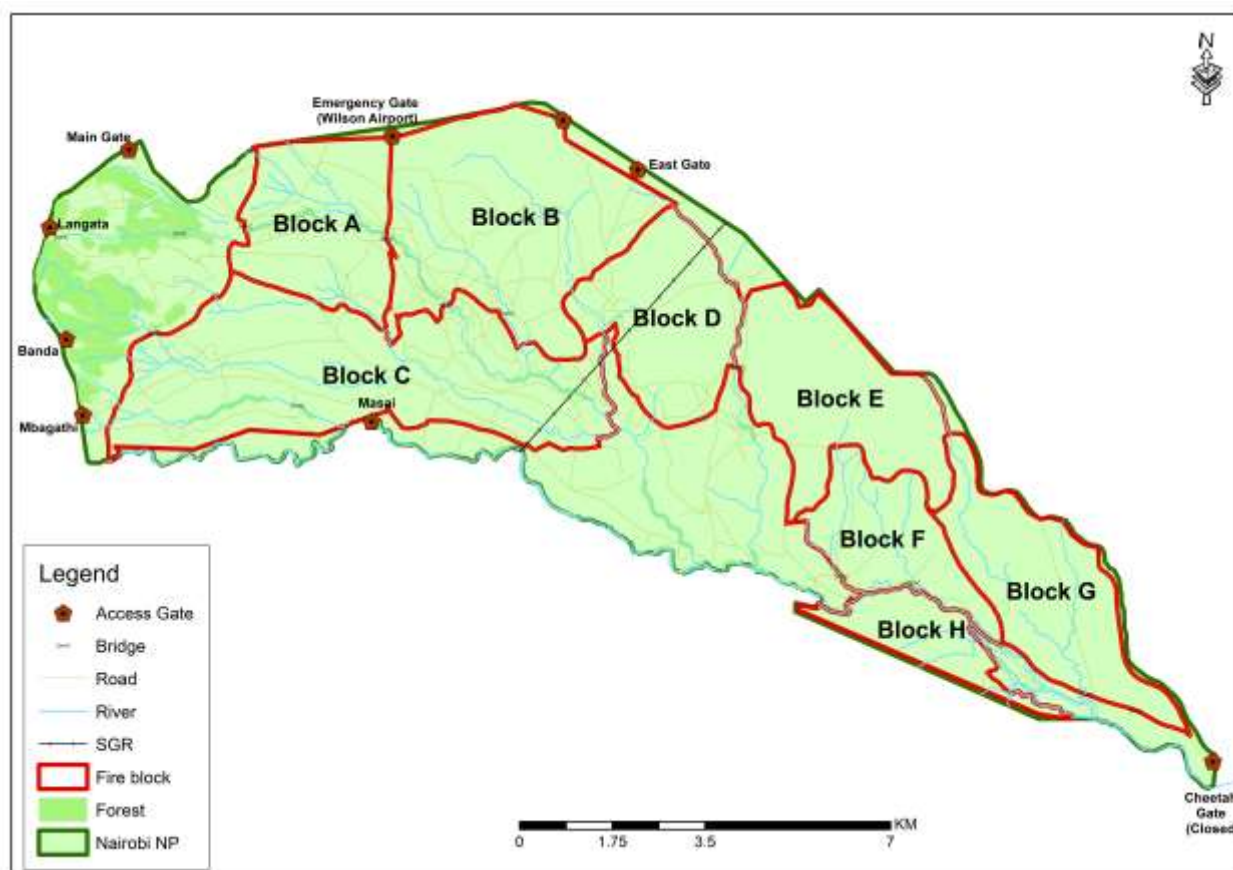 N
Emergency Gate
(Wilson Airport)
Main Gate
East Gate
Langata
Block A
Block B
Block D
Banda
Block C
Masai
Block E
Mbagathi
Block F
Block G
Block H
Legend
Access Gate
Bridge
Road
River
SGR
Fire block
Forest
Nairobi NP
KM
0 1.75 3.5 7
Cheetah
Gate
(Closed